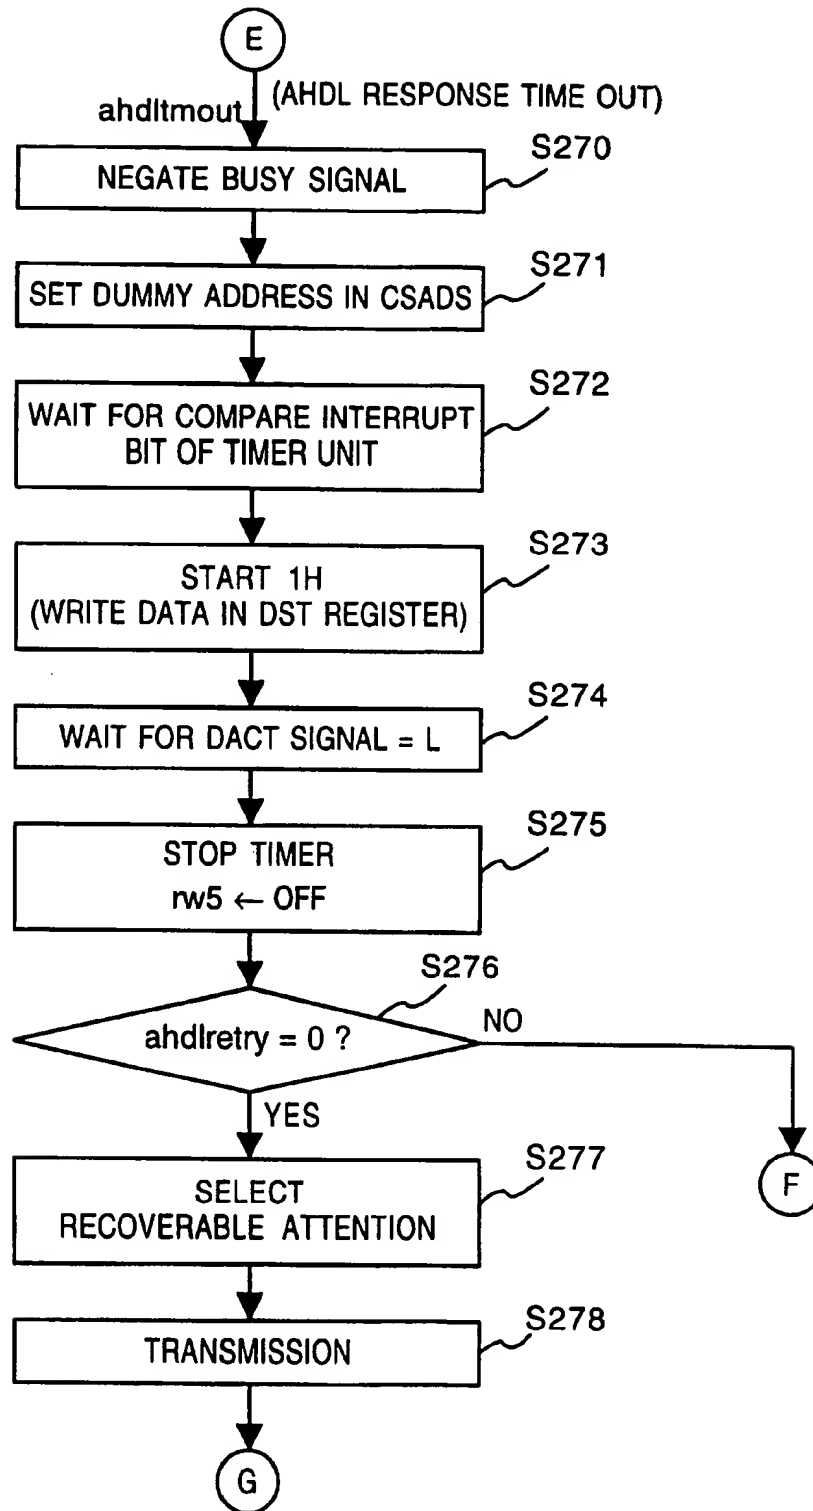 E
(AHDL RESPONSE TIME OUT)
ahdltmout
S270
NEGATE BUSY SIGNAL
S271
SET DUMMY ADDRESS IN CSADS
S272
WAIT FOR COMPARE INTERRUPT
BIT OF TIMER UNIT
S273
START 1H
(WRITE DATA IN DST REGISTER)
S274
WAIT FOR DACT SIGNAL = L
S275
STOP TIMER
rw5 ← OFF
S276
ahdlretry = 0 ?
NO
YES
F
S277
SELECT
RECOVERABLE ATTENTION
S278
TRANSMISSION
G